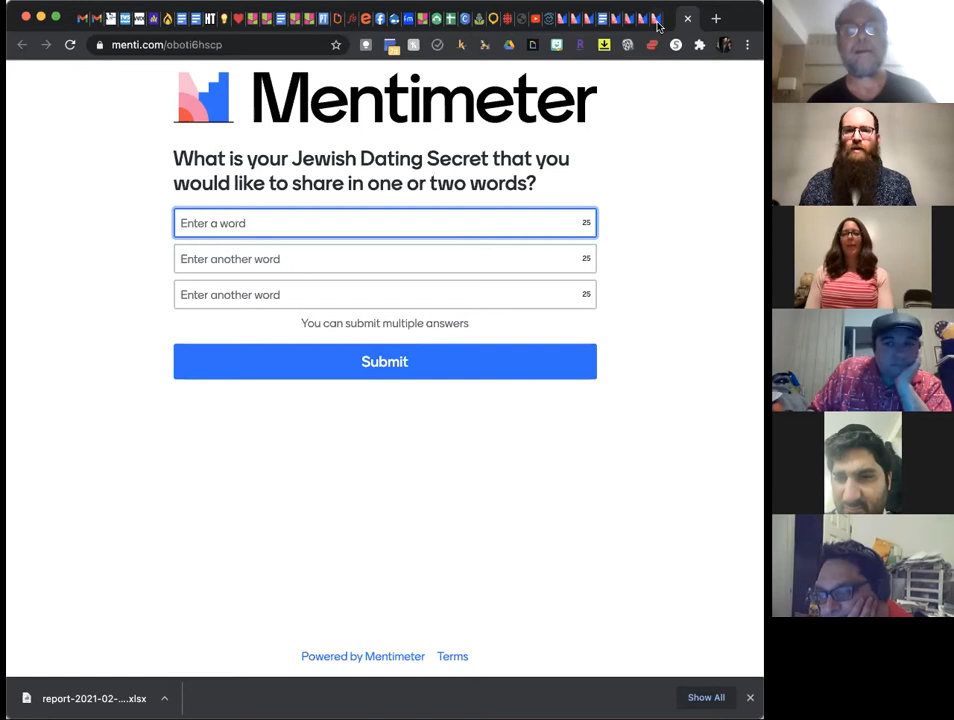 menti.com/oboti6hscp
Mentimeter
What is your Jewish Dating Secret that you
would like to share in one or two words?
Enter a word 25
Enter another word 25
Enter another word 25
You can submit multiple answers
Submit
Powered by Mentimeter Terms
report-2021-02-....xlsx Show All